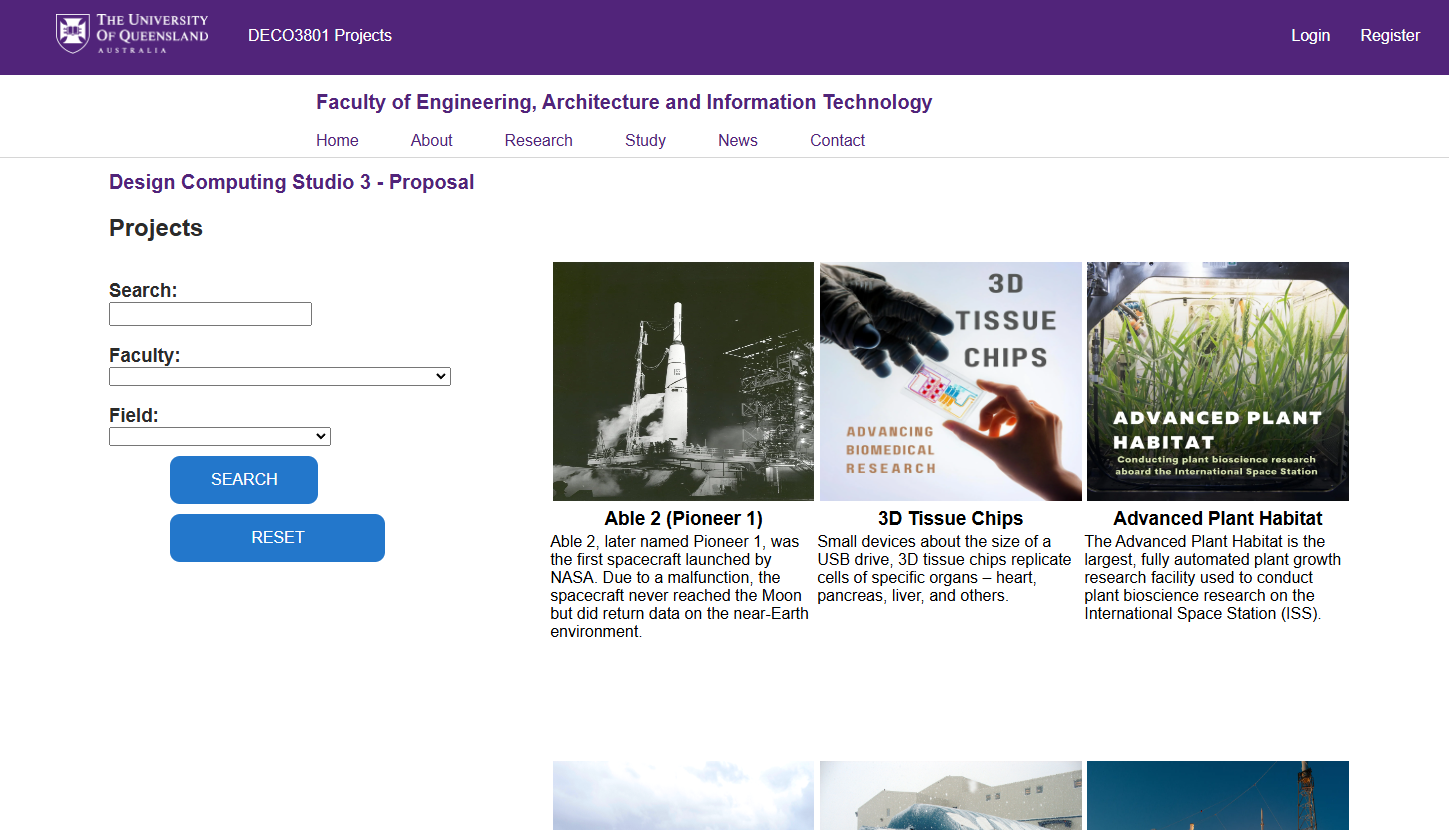 THE UNIVERSITY
OF QUEENSLAND
AUSTRALIA
DECO3801 Projects
Login
Register
Faculty of Engineering, Architecture and Information Technology
Home
About
Research
Study
News
Contact
Design Computing Studio 3 - Proposal
Projects
Search:
Faculty:
Field:
SEARCH
RESET
3D
TISSUE
CHIPS
ADVANCING
BIOMEDICAL
RESEARCH
ADVANCED PLANT
HABITAT
Conducting plant bioscience research
aboard the International Space Station
Able 2 (Pioneer 1)
Able 2, later named Pioneer 1, was
the first spacecraft launched by
NASA. Due to a malfunction, the
spacecraft never reached the Moon
but did return data on the near-Earth
environment.
3D Tissue Chips
Small devices about the size of a
USB drive, 3D tissue chips replicate
cells of specific organs – heart,
pancreas, liver, and others.
Advanced Plant Habitat
The Advanced Plant Habitat is the
largest, fully automated plant growth
research facility used to conduct
plant bioscience research on the
International Space Station (ISS).